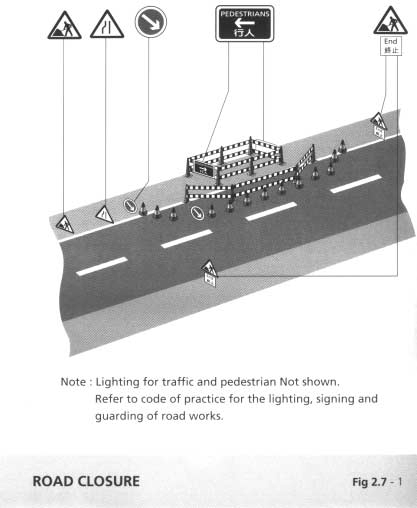 PEDESTRIANS
行人
End
終止
Note : Lighting for traffic and pedestrian Not shown.
Refer to code of practice for the lighting, signing and
guarding of road works.
ROAD CLOSURE
Fig 2.7 - 1